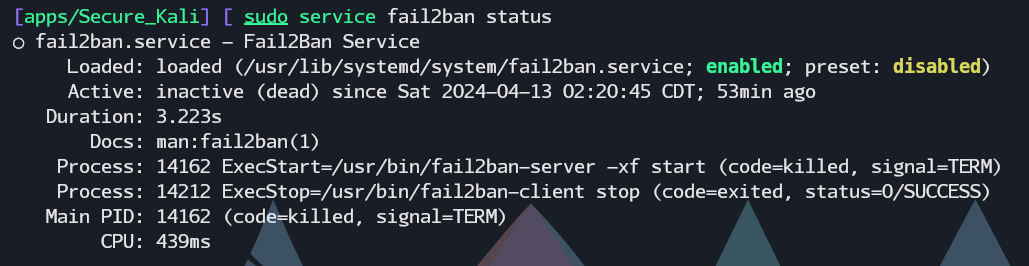 [apps/Secure_Kali] [ sudo service fail2ban status
○ fail2ban.service – Fail2Ban Service
Loaded: loaded (/usr/lib/systemd/system/fail2ban.service; enabled; preset: disabled)
Active: inactive (dead) since Sat 2024-04-13 02:20:45 CDT; 53min ago
Duration: 3.223s
Docs: man:fail2ban(1)
Process: 14162 ExecStart=/usr/bin/fail2ban-server -xf start (code=killed, signal=TERM)
Process: 14212 ExecStop=/usr/bin/fail2ban-client stop (code=exited, status=0/SUCCESS)
Main PID: 14162 (code=killed, signal=TERM)
CPU: 439ms